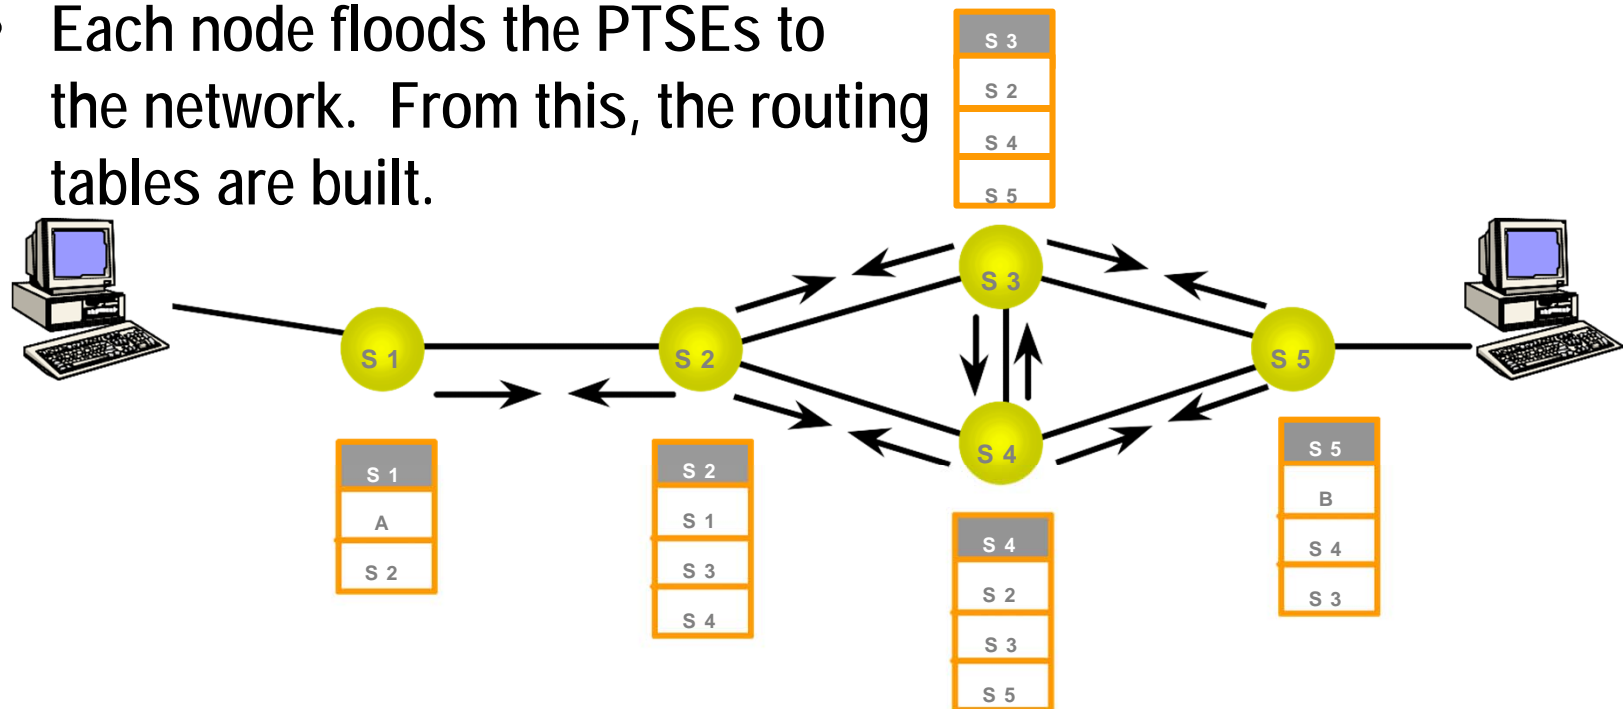 • Each node floods the PTSEs to
the network. From this, the routing
tables are built.
S 3
S 2
S 4
S 5
S 3
S 1
S 2
S 5
S 4
S 1
A
S 2
S 2
S 1
S 3
S 4
S 4
S 2
S 3
S 5
S 5
B
S 4
S 3